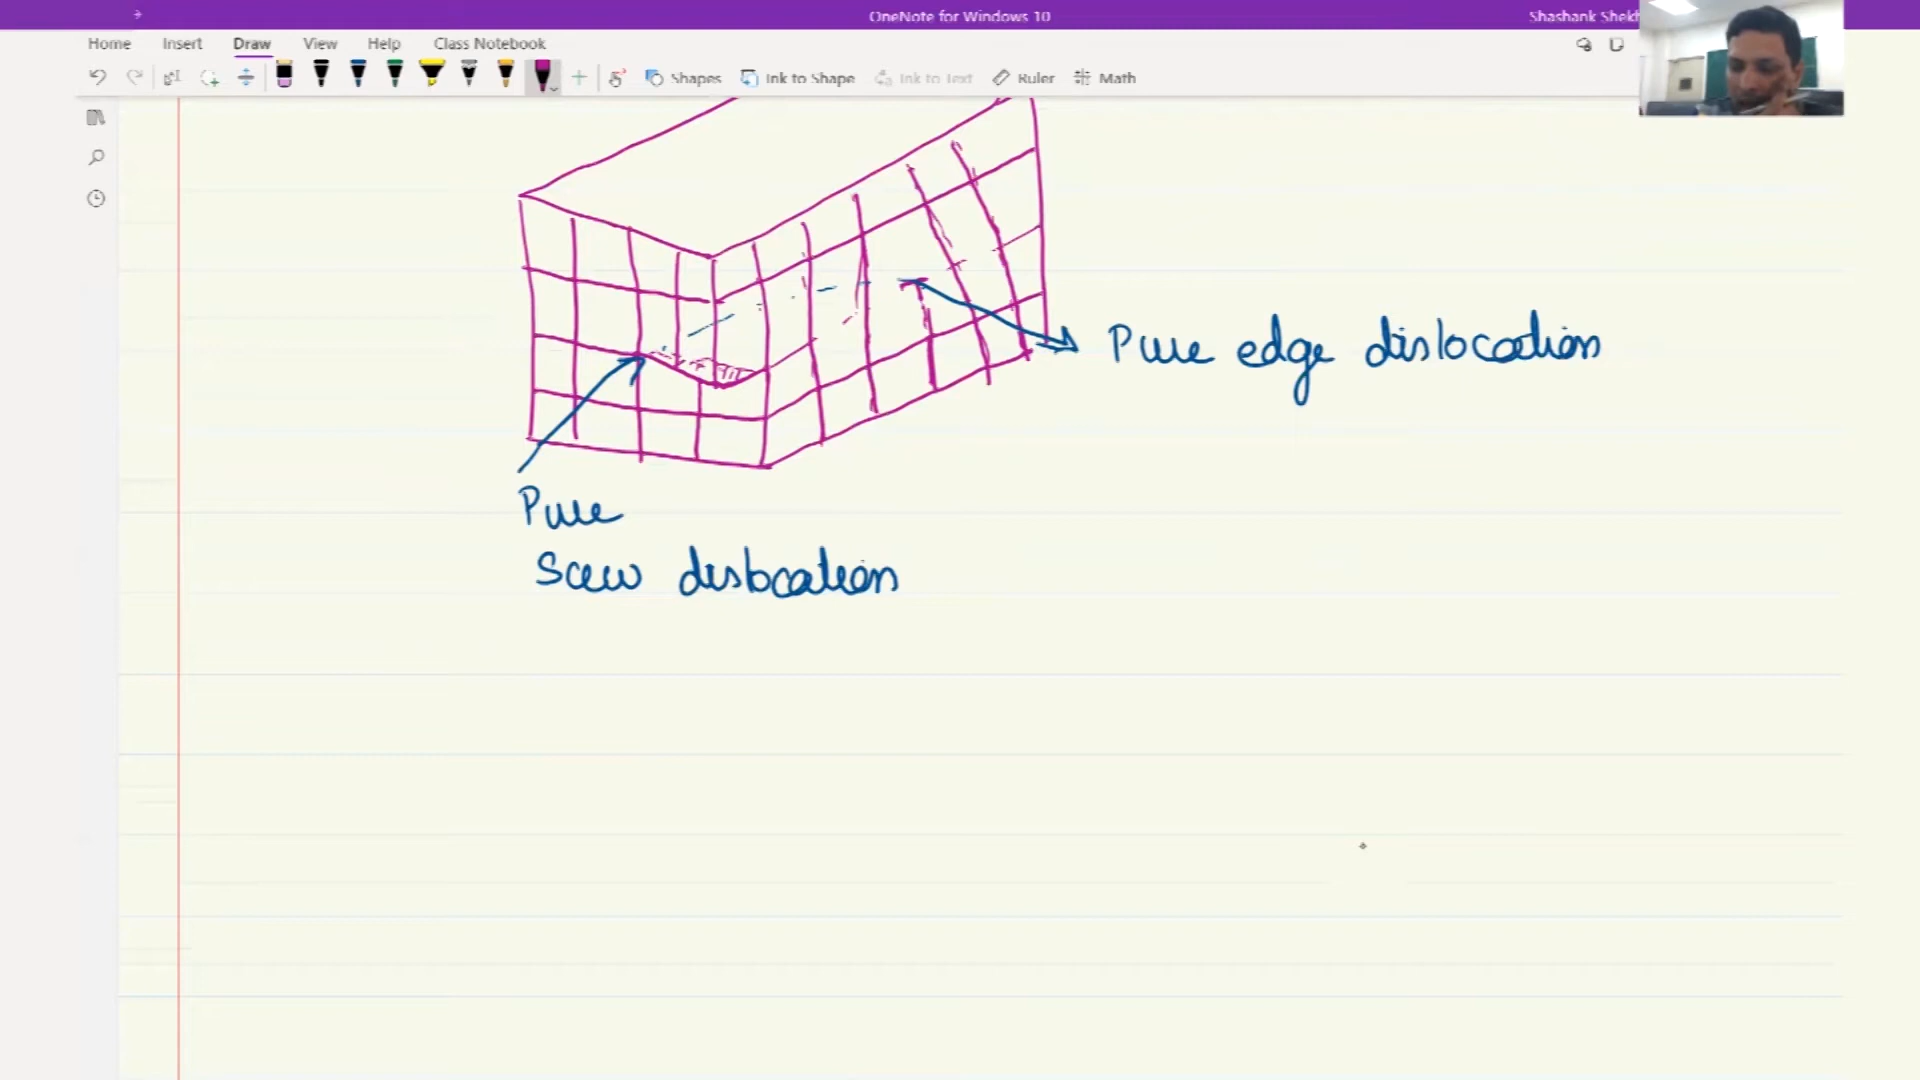 OneNote for Windows 10
Shashank Shekh
Home Insert Draw View Help Class Notebook
Shapes Ink to Shape Ink to Text Ruler Math
Pure edge dislocation
Pure
Screw dislocation